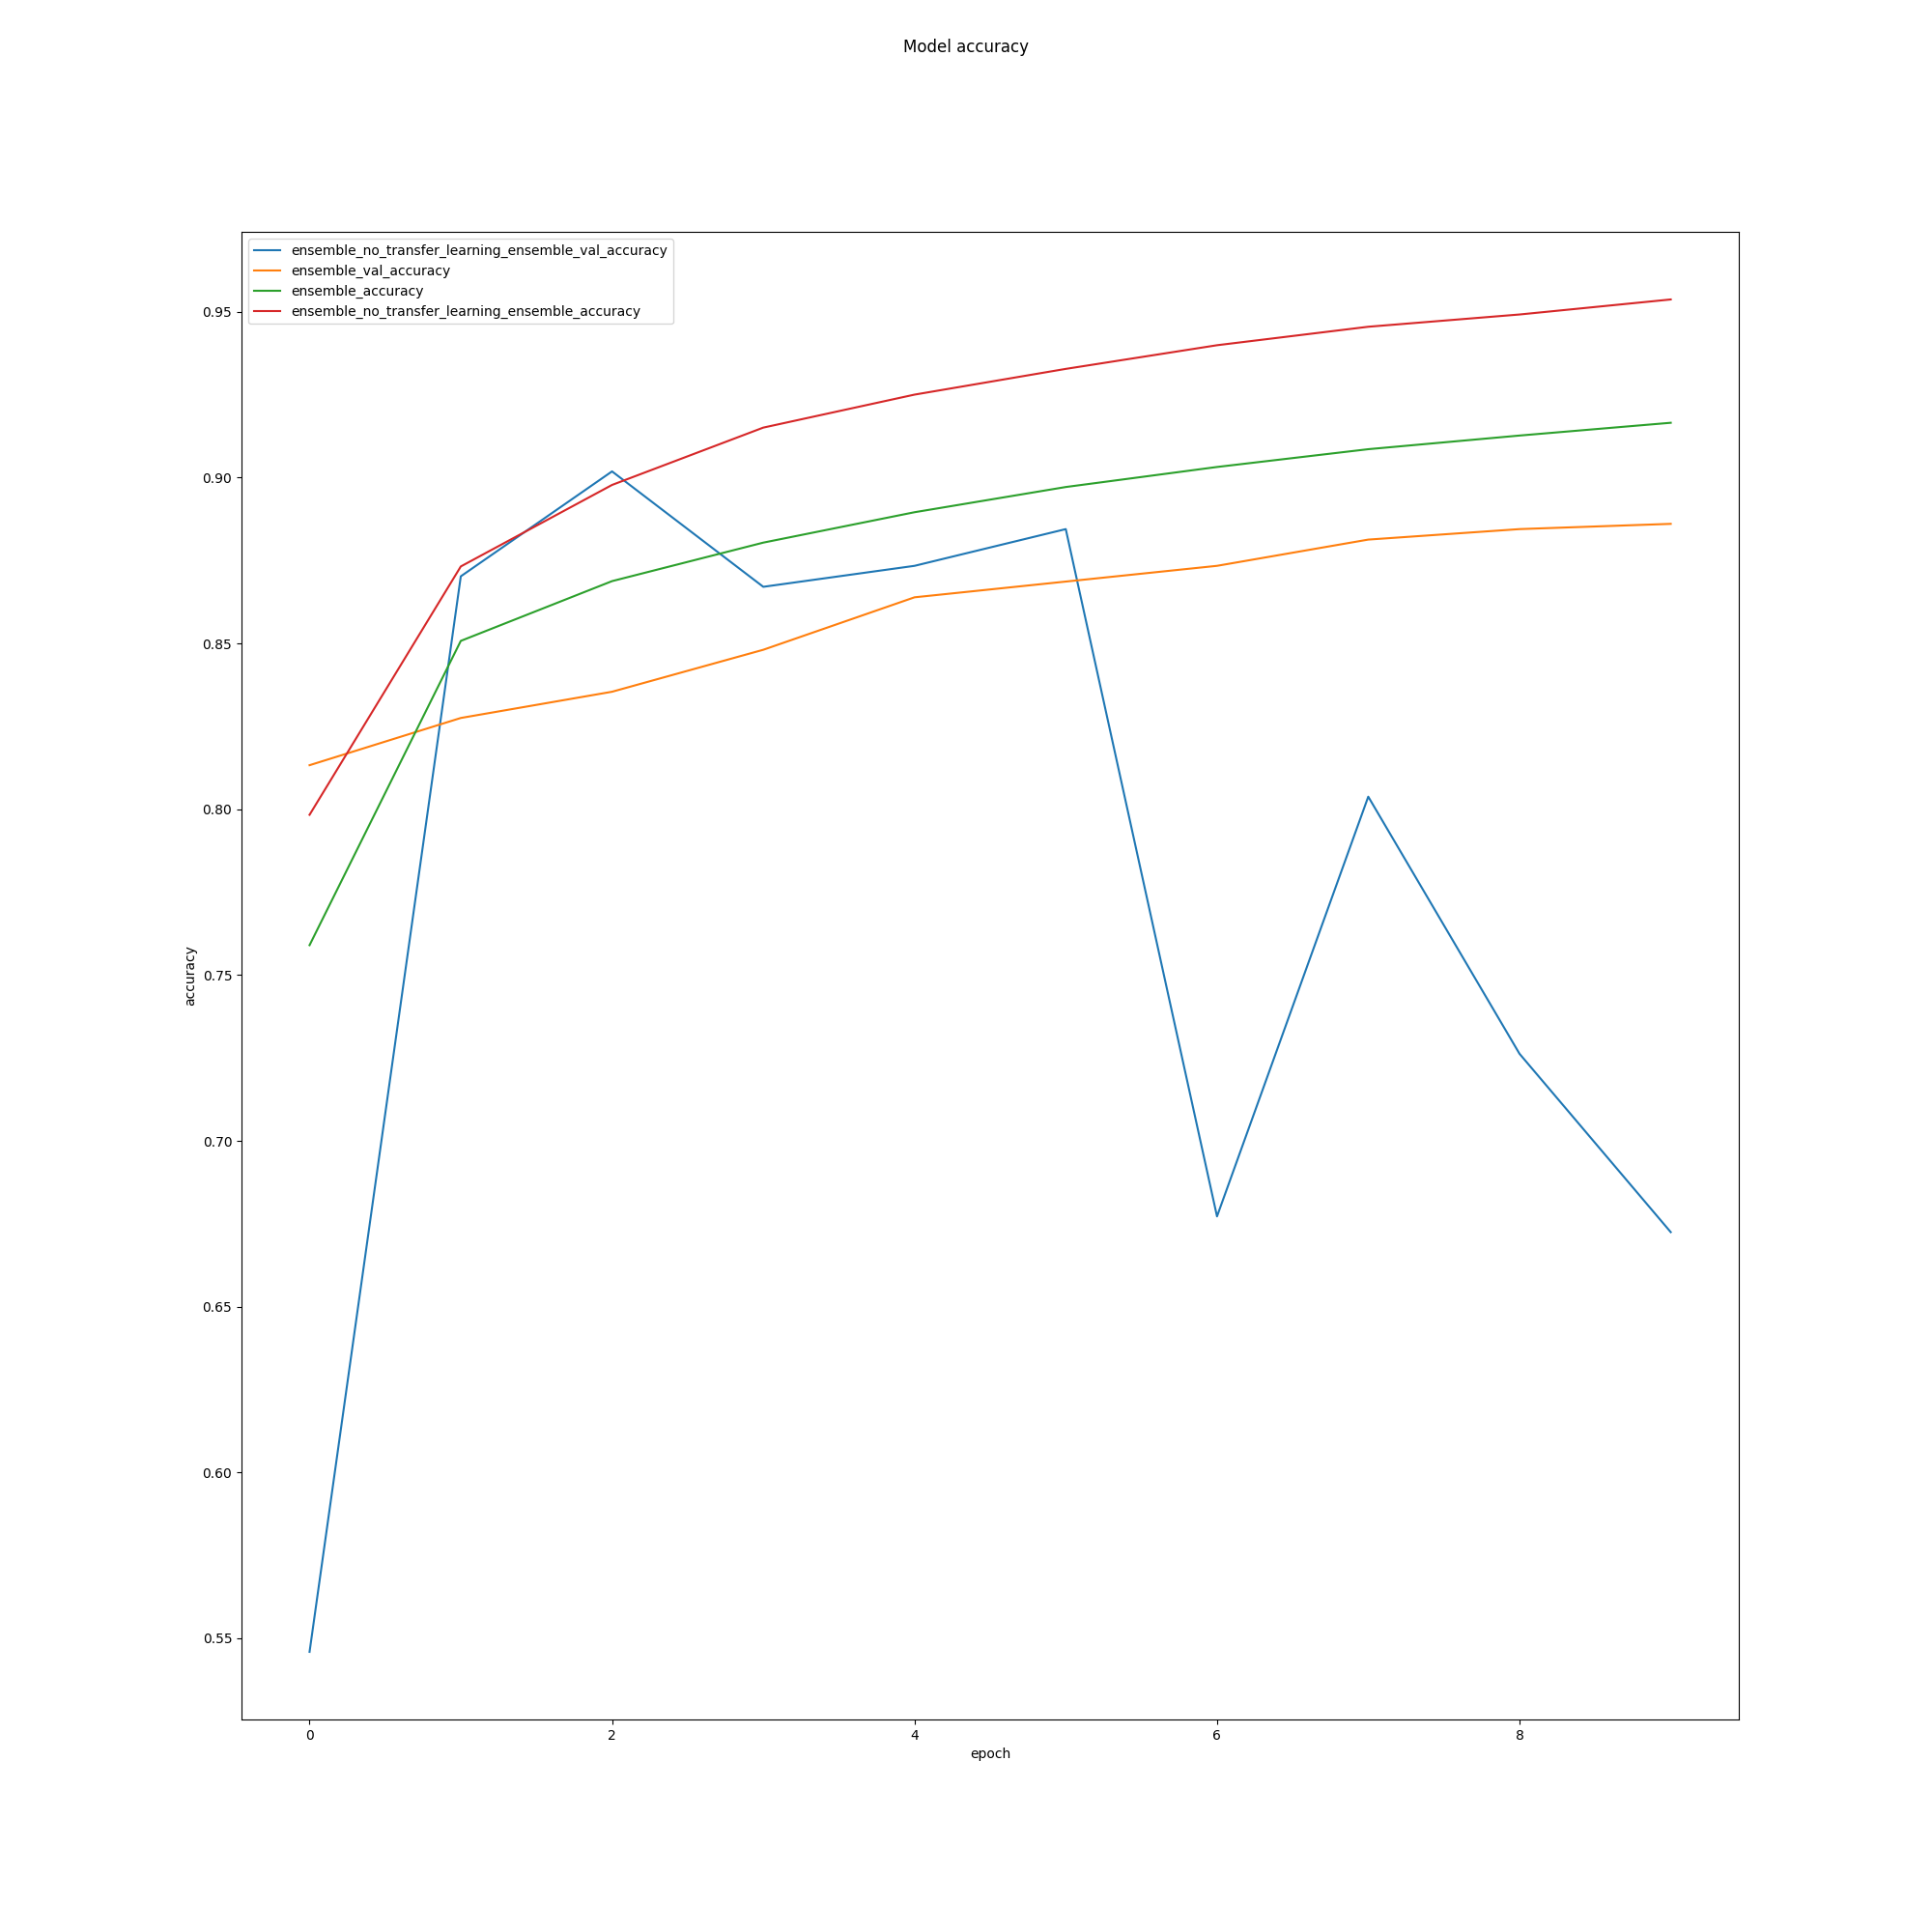 Model accuracy
ensemble_no_transfer_learning_ensemble_val_accuracy
ensemble_val_accuracy
ensemble_accuracy
ensemble_no_transfer_learning_ensemble_accuracy
0.95
0.90
0.85
0.80
0.75
0.70
0.65
0.60
0.55
accuracy
0 2 4 6 8
epoch